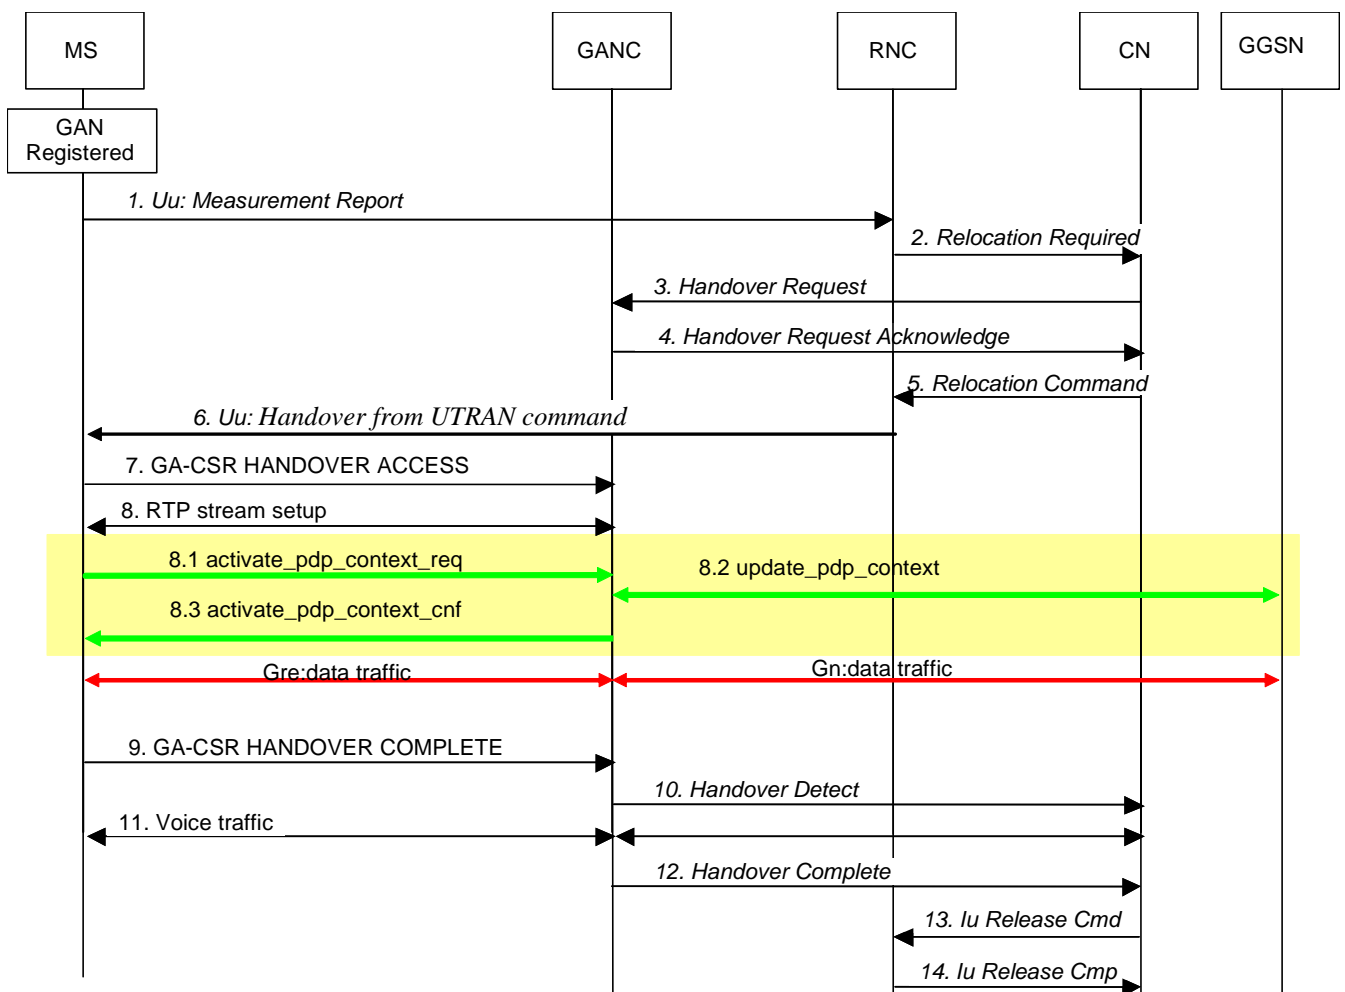 MS
GANC
RNC
CN
GGSN
GAN
Registered
1. Uu: Measurement Report
2. Relocation Required
3. Handover Request
4. Handover Request Acknowledge
5. Relocation Command
6. Uu: Handover from UTRAN command
7. GA-CSR HANDOVER ACCESS
8. RTP stream setup
8.1 activate_pdp_context_req
8.2 update_pdp_context
8.3 activate_pdp_context_cnf
Gre:data traffic
Gn:data traffic
9. GA-CSR HANDOVER COMPLETE
10. Handover Detect
11. Voice traffic
12. Handover Complete
13. Iu Release Cmd
14. Iu Release Cmp